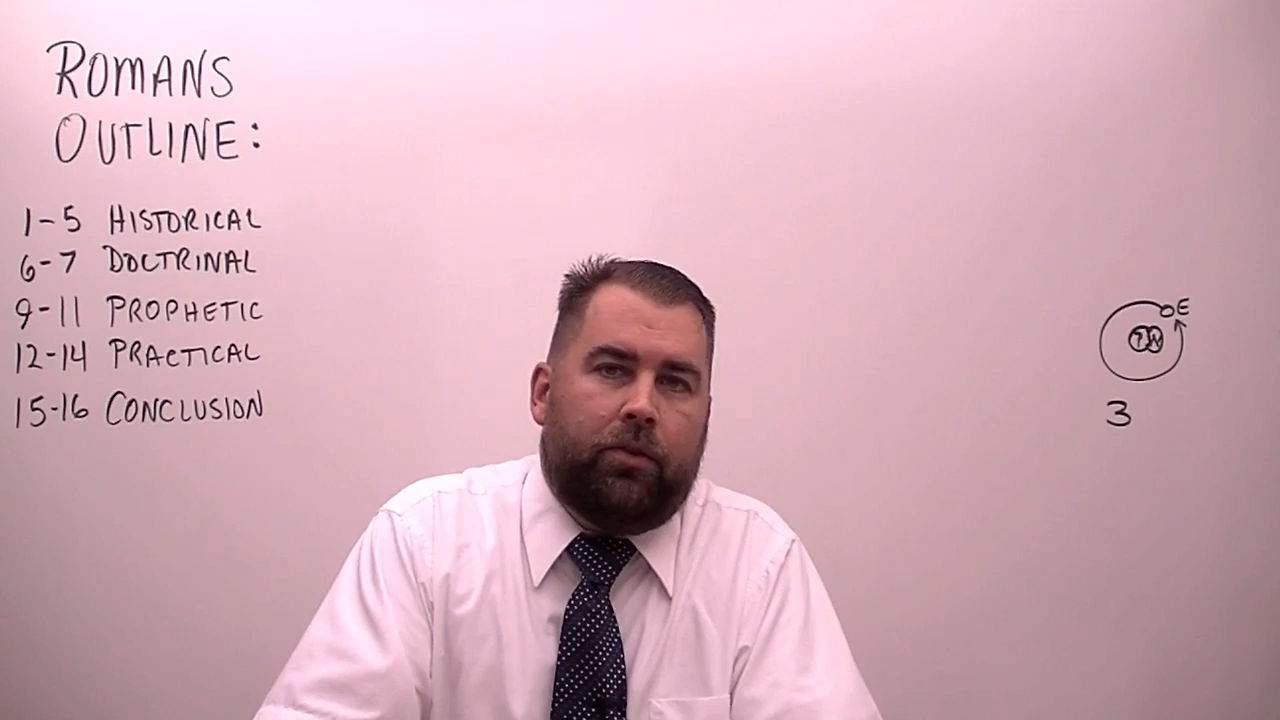 ROMANS
OUTLINE:
1-5 HISTORICAL
6-7 DOCTRINAL
9-11 PROPHETIC
12-14 PRACTICAL
15-16 CONCLUSION
E
3